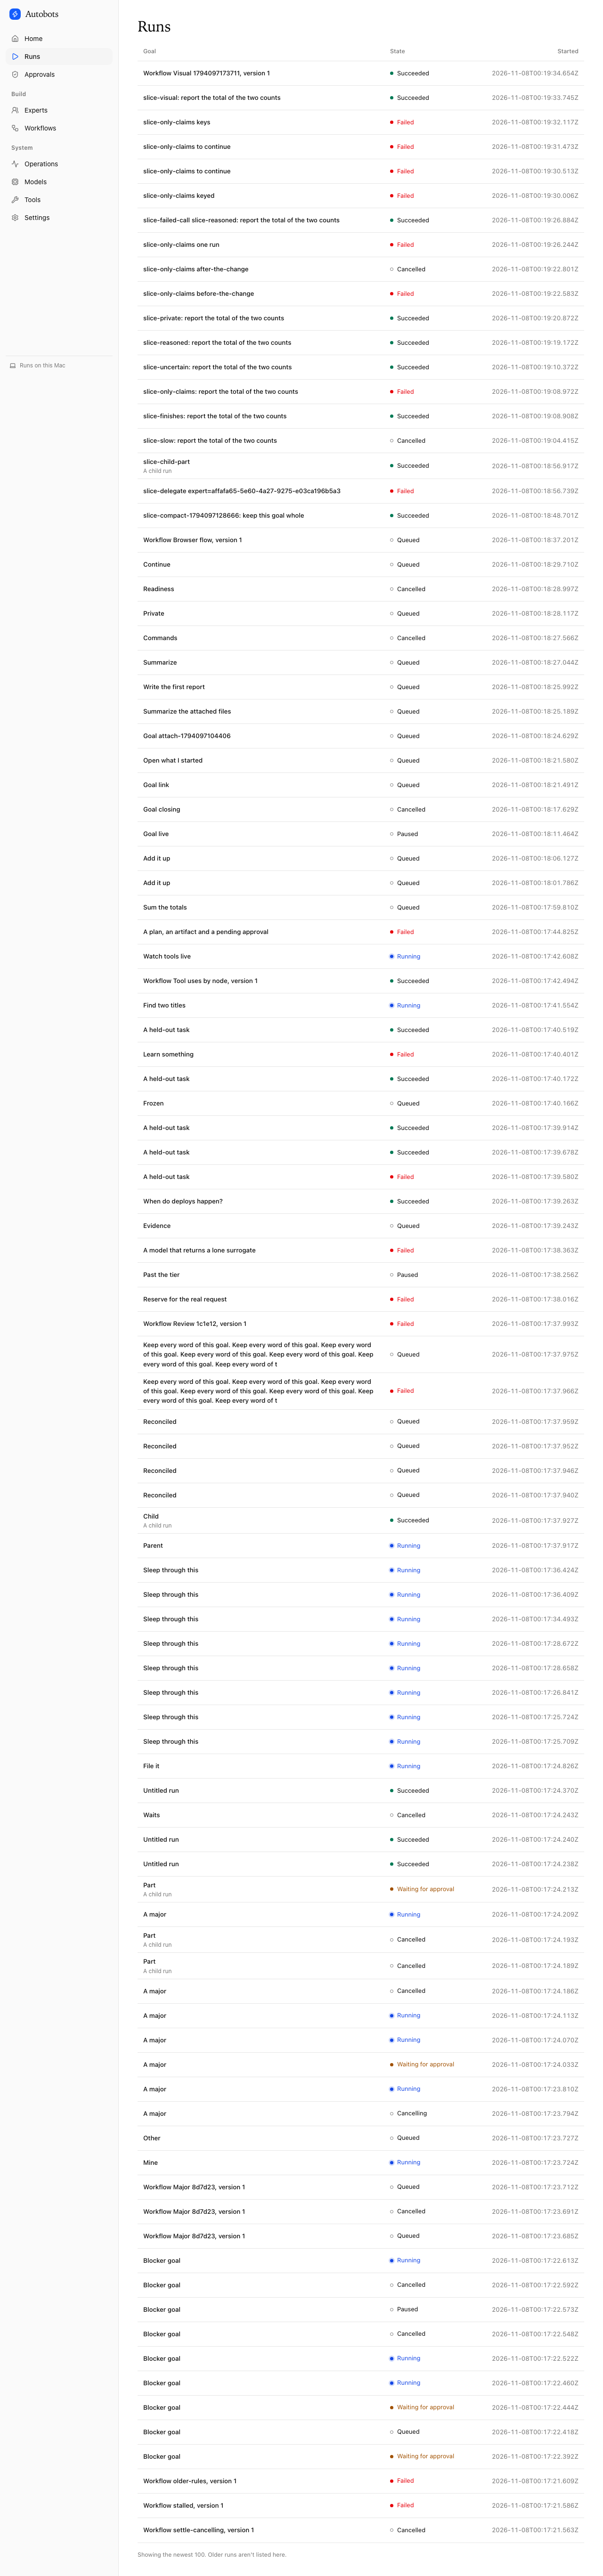 Autobots
Home
Runs
Approvals
Build
Experts
Workflows
System
Operations
Models
Tools
Settings
Runs on this Mac
Runs
Goal State Started
Workflow Visual 1794097173711, version 1 Succeeded 2026-11-08T00:19:34.654Z
slice-visual: report the total of the two counts Succeeded 2026-11-08T00:19:33.745Z
slice-only-claims keys Failed 2026-11-08T00:19:32.117Z
slice-only-claims to continue Failed 2026-11-08T00:19:31.473Z
slice-only-claims to continue Failed 2026-11-08T00:19:30.513Z
slice-only-claims keyed Failed 2026-11-08T00:19:30.006Z
slice-failed-call slice-reasoned: report the total of the two counts Succeeded 2026-11-08T00:19:26.884Z
slice-only-claims one run Failed 2026-11-08T00:19:26.244Z
slice-only-claims after-the-change Cancelled 2026-11-08T00:19:22.801Z
slice-only-claims before-the-change Failed 2026-11-08T00:19:22.583Z
slice-private: report the total of the two counts Succeeded 2026-11-08T00:19:20.872Z
slice-reasoned: report the total of the two counts Succeeded 2026-11-08T00:19:19.172Z
slice-uncertain: report the total of the two counts Succeeded 2026-11-08T00:19:10.372Z
slice-only-claims: report the total of the two counts Failed 2026-11-08T00:19:08.972Z
slice-finishes: report the total of the two counts Succeeded 2026-11-08T00:19:08.908Z
slice-slow: report the total of the two counts Cancelled 2026-11-08T00:19:04.415Z
slice-child-part Succeeded 2026-11-08T00:18:56.917Z
A child run
slice-delegate expert=affafa65-5e60-4a27-9275-e03ca196b5a3 Failed 2026-11-08T00:18:56.739Z
slice-compact-1794097128666: keep this goal whole Succeeded 2026-11-08T00:18:48.701Z
Workflow Browser flow, version 1 Queued 2026-11-08T00:18:37.201Z
Continue Queued 2026-11-08T00:18:29.710Z
Readiness Cancelled 2026-11-08T00:18:28.997Z
Private Queued 2026-11-08T00:18:28.117Z
Commands Cancelled 2026-11-08T00:18:27.566Z
Summarize Queued 2026-11-08T00:18:27.044Z
Write the first report Queued 2026-11-08T00:18:25.992Z
Summarize the attached files Queued 2026-11-08T00:18:25.189Z
Goal attach-1794097104406 Queued 2026-11-08T00:18:24.629Z
Open what I started Queued 2026-11-08T00:18:21.580Z
Goal link Queued 2026-11-08T00:18:21.491Z
Goal closing Cancelled 2026-11-08T00:18:17.629Z
Goal live Paused 2026-11-08T00:18:11.464Z
Add it up Queued 2026-11-08T00:18:06.127Z
Add it up Queued 2026-11-08T00:18:01.786Z
Sum the totals Queued 2026-11-08T00:17:59.810Z
A plan, an artifact and a pending approval Failed 2026-11-08T00:17:44.825Z
Watch tools live Running 2026-11-08T00:17:42.608Z
Workflow Tool uses by node, version 1 Succeeded 2026-11-08T00:17:42.494Z
Find two titles Running 2026-11-08T00:17:41.554Z
A held-out task Succeeded 2026-11-08T00:17:40.519Z
Learn something Failed 2026-11-08T00:17:40.401Z
A held-out task Succeeded 2026-11-08T00:17:40.172Z
Frozen Queued 2026-11-08T00:17:40.166Z
A held-out task Succeeded 2026-11-08T00:17:39.914Z
A held-out task Succeeded 2026-11-08T00:17:39.678Z
A held-out task Failed 2026-11-08T00:17:39.580Z
When do deploys happen? Succeeded 2026-11-08T00:17:39.263Z
Evidence Queued 2026-11-08T00:17:39.243Z
A model that returns a lone surrogate Failed 2026-11-08T00:17:38.363Z
Past the tier Paused 2026-11-08T00:17:38.256Z
Reserve for the real request Failed 2026-11-08T00:17:38.016Z
Workflow Review 1c1e12, version 1 Failed 2026-11-08T00:17:37.993Z
Keep every word of this goal. Keep every word of this goal. Keep every word
of this goal. Keep every word of this goal. Keep every word of this goal. Keep Queued 2026-11-08T00:17:37.975Z
every word of this goal. Keep every word of t
Keep every word of this goal. Keep every word of this goal. Keep every word
of this goal. Keep every word of this goal. Keep every word of this goal. Keep Failed 2026-11-08T00:17:37.966Z
every word of this goal. Keep every word of t
Reconciled Queued 2026-11-08T00:17:37.959Z
Reconciled Queued 2026-11-08T00:17:37.952Z
Reconciled Queued 2026-11-08T00:17:37.946Z
Reconciled Queued 2026-11-08T00:17:37.940Z
Child Succeeded 2026-11-08T00:17:37.927Z
A child run
Parent Running 2026-11-08T00:17:37.917Z
Sleep through this Running 2026-11-08T00:17:36.424Z
Sleep through this Running 2026-11-08T00:17:36.409Z
Sleep through this Running 2026-11-08T00:17:34.493Z
Sleep through this Running 2026-11-08T00:17:28.672Z
Sleep through this Running 2026-11-08T00:17:28.658Z
Sleep through this Running 2026-11-08T00:17:26.841Z
Sleep through this Running 2026-11-08T00:17:25.724Z
Sleep through this Running 2026-11-08T00:17:25.709Z
File it Running 2026-11-08T00:17:24.826Z
Untitled run Succeeded 2026-11-08T00:17:24.370Z
Waits Cancelled 2026-11-08T00:17:24.243Z
Untitled run Succeeded 2026-11-08T00:17:24.240Z
Untitled run Succeeded 2026-11-08T00:17:24.238Z
Part Waiting for approval 2026-11-08T00:17:24.213Z
A child run
A major Running 2026-11-08T00:17:24.209Z
Part Cancelled 2026-11-08T00:17:24.193Z
A child run
Part Cancelled 2026-11-08T00:17:24.189Z
A child run
A major Cancelled 2026-11-08T00:17:24.186Z
A major Running 2026-11-08T00:17:24.113Z
A major Running 2026-11-08T00:17:24.070Z
A major Waiting for approval 2026-11-08T00:17:24.033Z
A major Running 2026-11-08T00:17:23.810Z
A major Cancelling 2026-11-08T00:17:23.794Z
Other Queued 2026-11-08T00:17:23.727Z
Mine Running 2026-11-08T00:17:23.724Z
Workflow Major 8d7d23, version 1 Queued 2026-11-08T00:17:23.712Z
Workflow Major 8d7d23, version 1 Cancelled 2026-11-08T00:17:23.691Z
Workflow Major 8d7d23, version 1 Queued 2026-11-08T00:17:23.685Z
Blocker goal Running 2026-11-08T00:17:22.613Z
Blocker goal Cancelled 2026-11-08T00:17:22.592Z
Blocker goal Paused 2026-11-08T00:17:22.573Z
Blocker goal Cancelled 2026-11-08T00:17:22.548Z
Blocker goal Running 2026-11-08T00:17:22.522Z
Blocker goal Running 2026-11-08T00:17:22.460Z
Blocker goal Waiting for approval 2026-11-08T00:17:22.444Z
Blocker goal Queued 2026-11-08T00:17:22.418Z
Blocker goal Waiting for approval 2026-11-08T00:17:22.392Z
Workflow older-rules, version 1 Failed 2026-11-08T00:17:21.609Z
Workflow stalled, version 1 Failed 2026-11-08T00:17:21.586Z
Workflow settle-cancelling, version 1 Cancelled 2026-11-08T00:17:21.563Z
Showing the newest 100. Older runs aren't listed here.